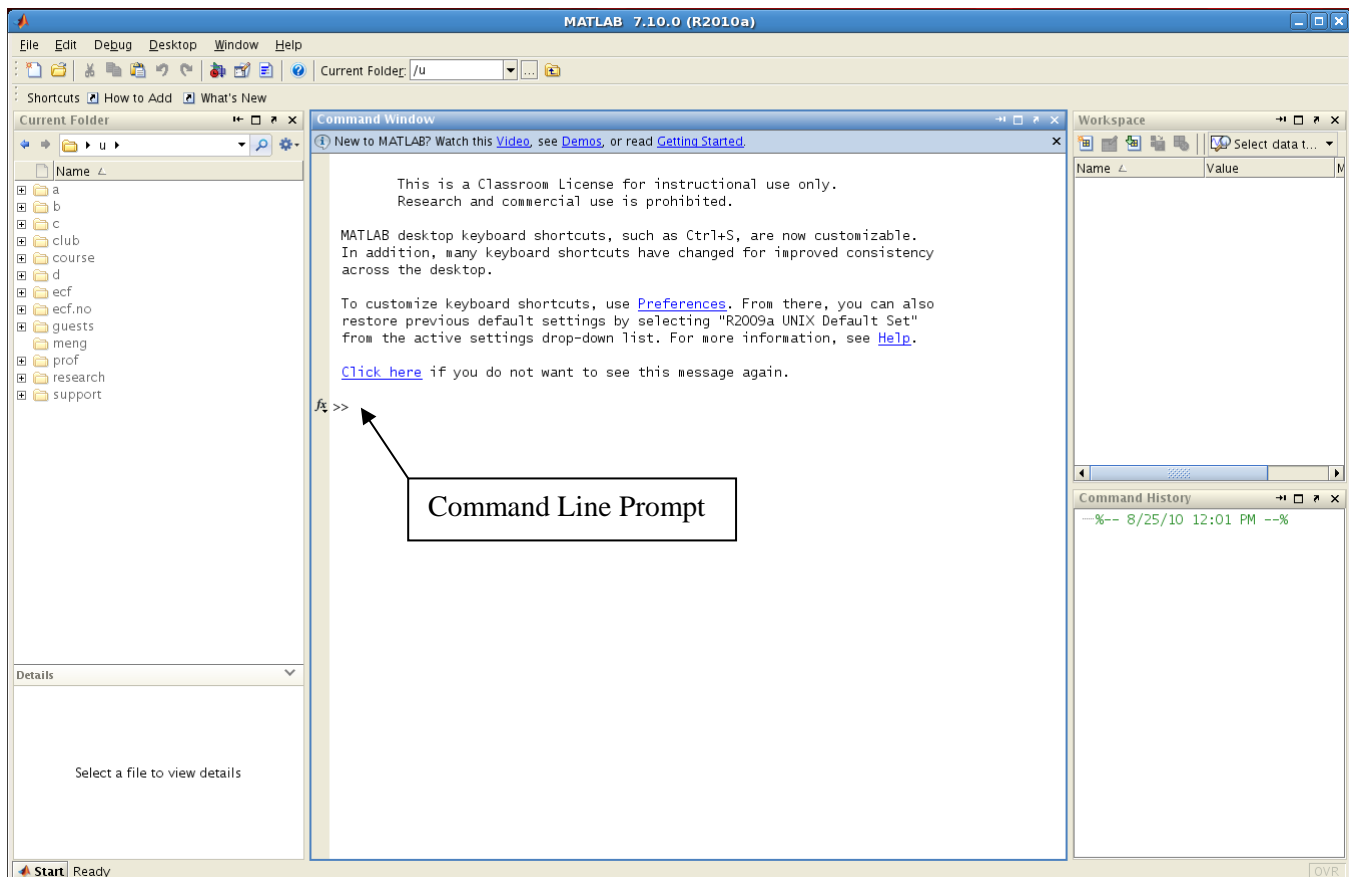 MATLAB 7.10.0 (R2010a)
File Edit Debug Desktop Window Help
Current Folder: /u
Shortcuts How to Add What's New
Current Folder
u
Name
a
b
c
club
course
d
ecf
ecf.no
guests
meng
prof
research
support
Details
Select a file to view details
Command Window
New to MATLAB? Watch this Video, see Demos, or read Getting Started.
This is a Classroom License for instructional use only.
Research and commercial use is prohibited.
MATLAB desktop keyboard shortcuts, such as Ctrl+S, are now customizable.
In addition, many keyboard shortcuts have changed for improved consistency
across the desktop.
To customize keyboard shortcuts, use Preferences. From there, you can also
restore previous default settings by selecting "R2009a UNIX Default Set"
from the active settings drop-down list. For more information, see Help.
Click here if you do not want to see this message again.
fx >>
Command Line Prompt
Workspace
Select data t...
Name Value M
Command History
%-- 8/25/10 12:01 PM --%
Start Ready
OVR